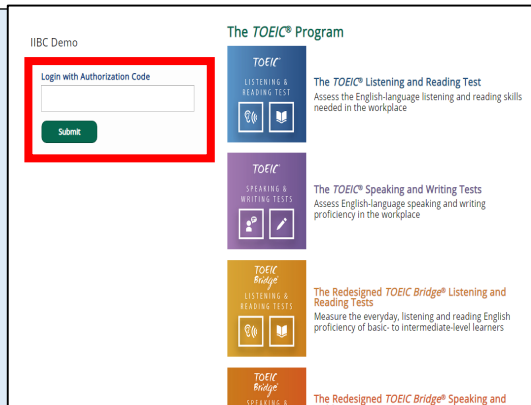 IIBC Demo
Login with Authorization Code
Submit
The TOEIC® Program
TOEIC®
LISTENING &
READING TEST
The TOEIC® Listening and Reading Test
Assess the English-language listening and reading skills
needed in the workplace
TOEIC®
SPEAKING &
WRITING TESTS
The TOEIC® Speaking and Writing Tests
Assess English-language speaking and writing
proficiency in the workplace
TOEIC
Bridge®
LISTENING &
READING TESTS
The Redesigned TOEIC Bridge® Listening and
Reading Tests
Measure the everyday, listening and reading English
proficiency of basic- to intermediate-level learners
TOEIC
Bridge®
SPEAKING &
The Redesigned TOEIC Bridge® Speaking and